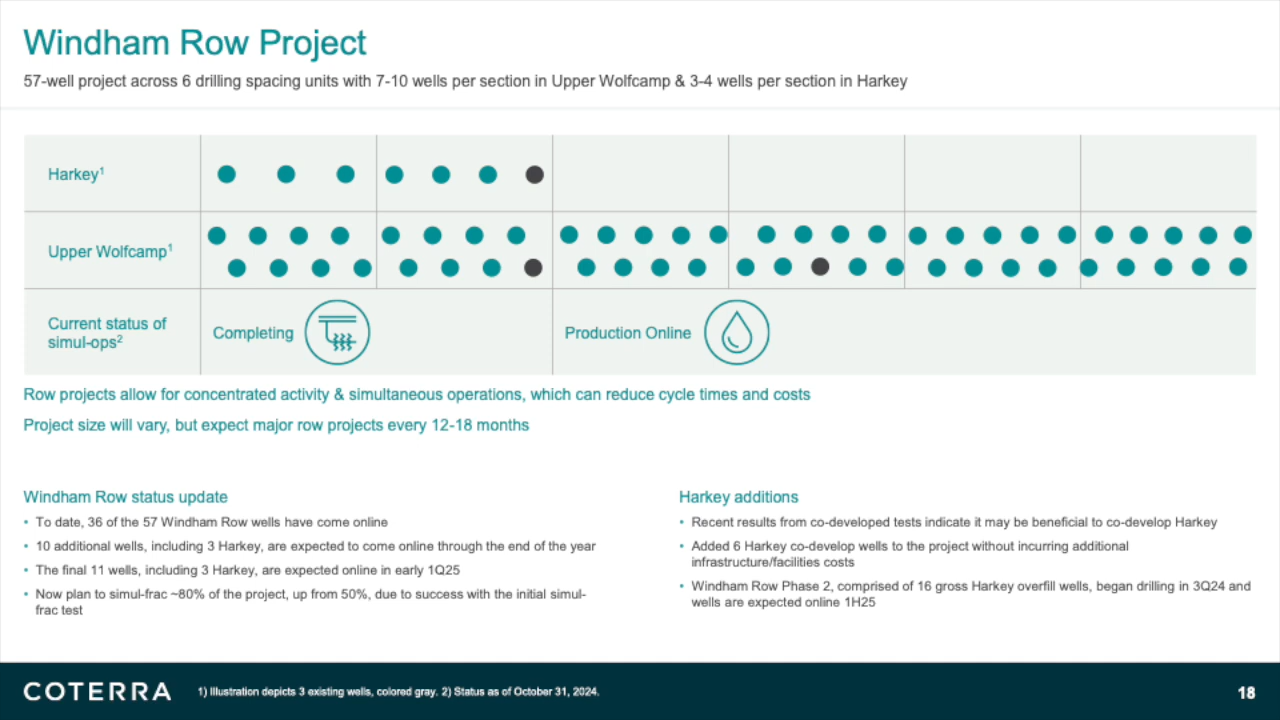 Windham Row Project
57-well project across 6 drilling spacing units with 7-10 wells per section in Upper Wolfcamp & 3-4 wells per section in Harkey
Harkey¹
Upper Wolfcamp¹
Current status of
simul-ops²
Completing
Production Online
Row projects allow for concentrated activity & simultaneous operations, which can reduce cycle times and costs
Project size will vary, but expect major row projects every 12-18 months
Windham Row status update
• To date, 36 of the 57 Windham Row wells have come online
• 10 additional wells, including 3 Harkey, are expected to come online through the end of the year
• The final 11 wells, including 3 Harkey, are expected online in early 1Q25
• Now plan to simul-frac ~80% of the project, up from 50%, due to success with the initial simul-
frac test
Harkey additions
• Recent results from co-developed tests indicate it may be beneficial to co-develop Harkey
• Added 6 Harkey co-develop wells to the project without incurring additional
infrastructure/facilities costs
• Windham Row Phase 2, comprised of 16 gross Harkey overfill wells, began drilling in 3Q24 and
wells are expected online 1H25
COTERRA
1) Illustration depicts 3 existing wells, colored gray. 2) Status as of October 31, 2024.
18